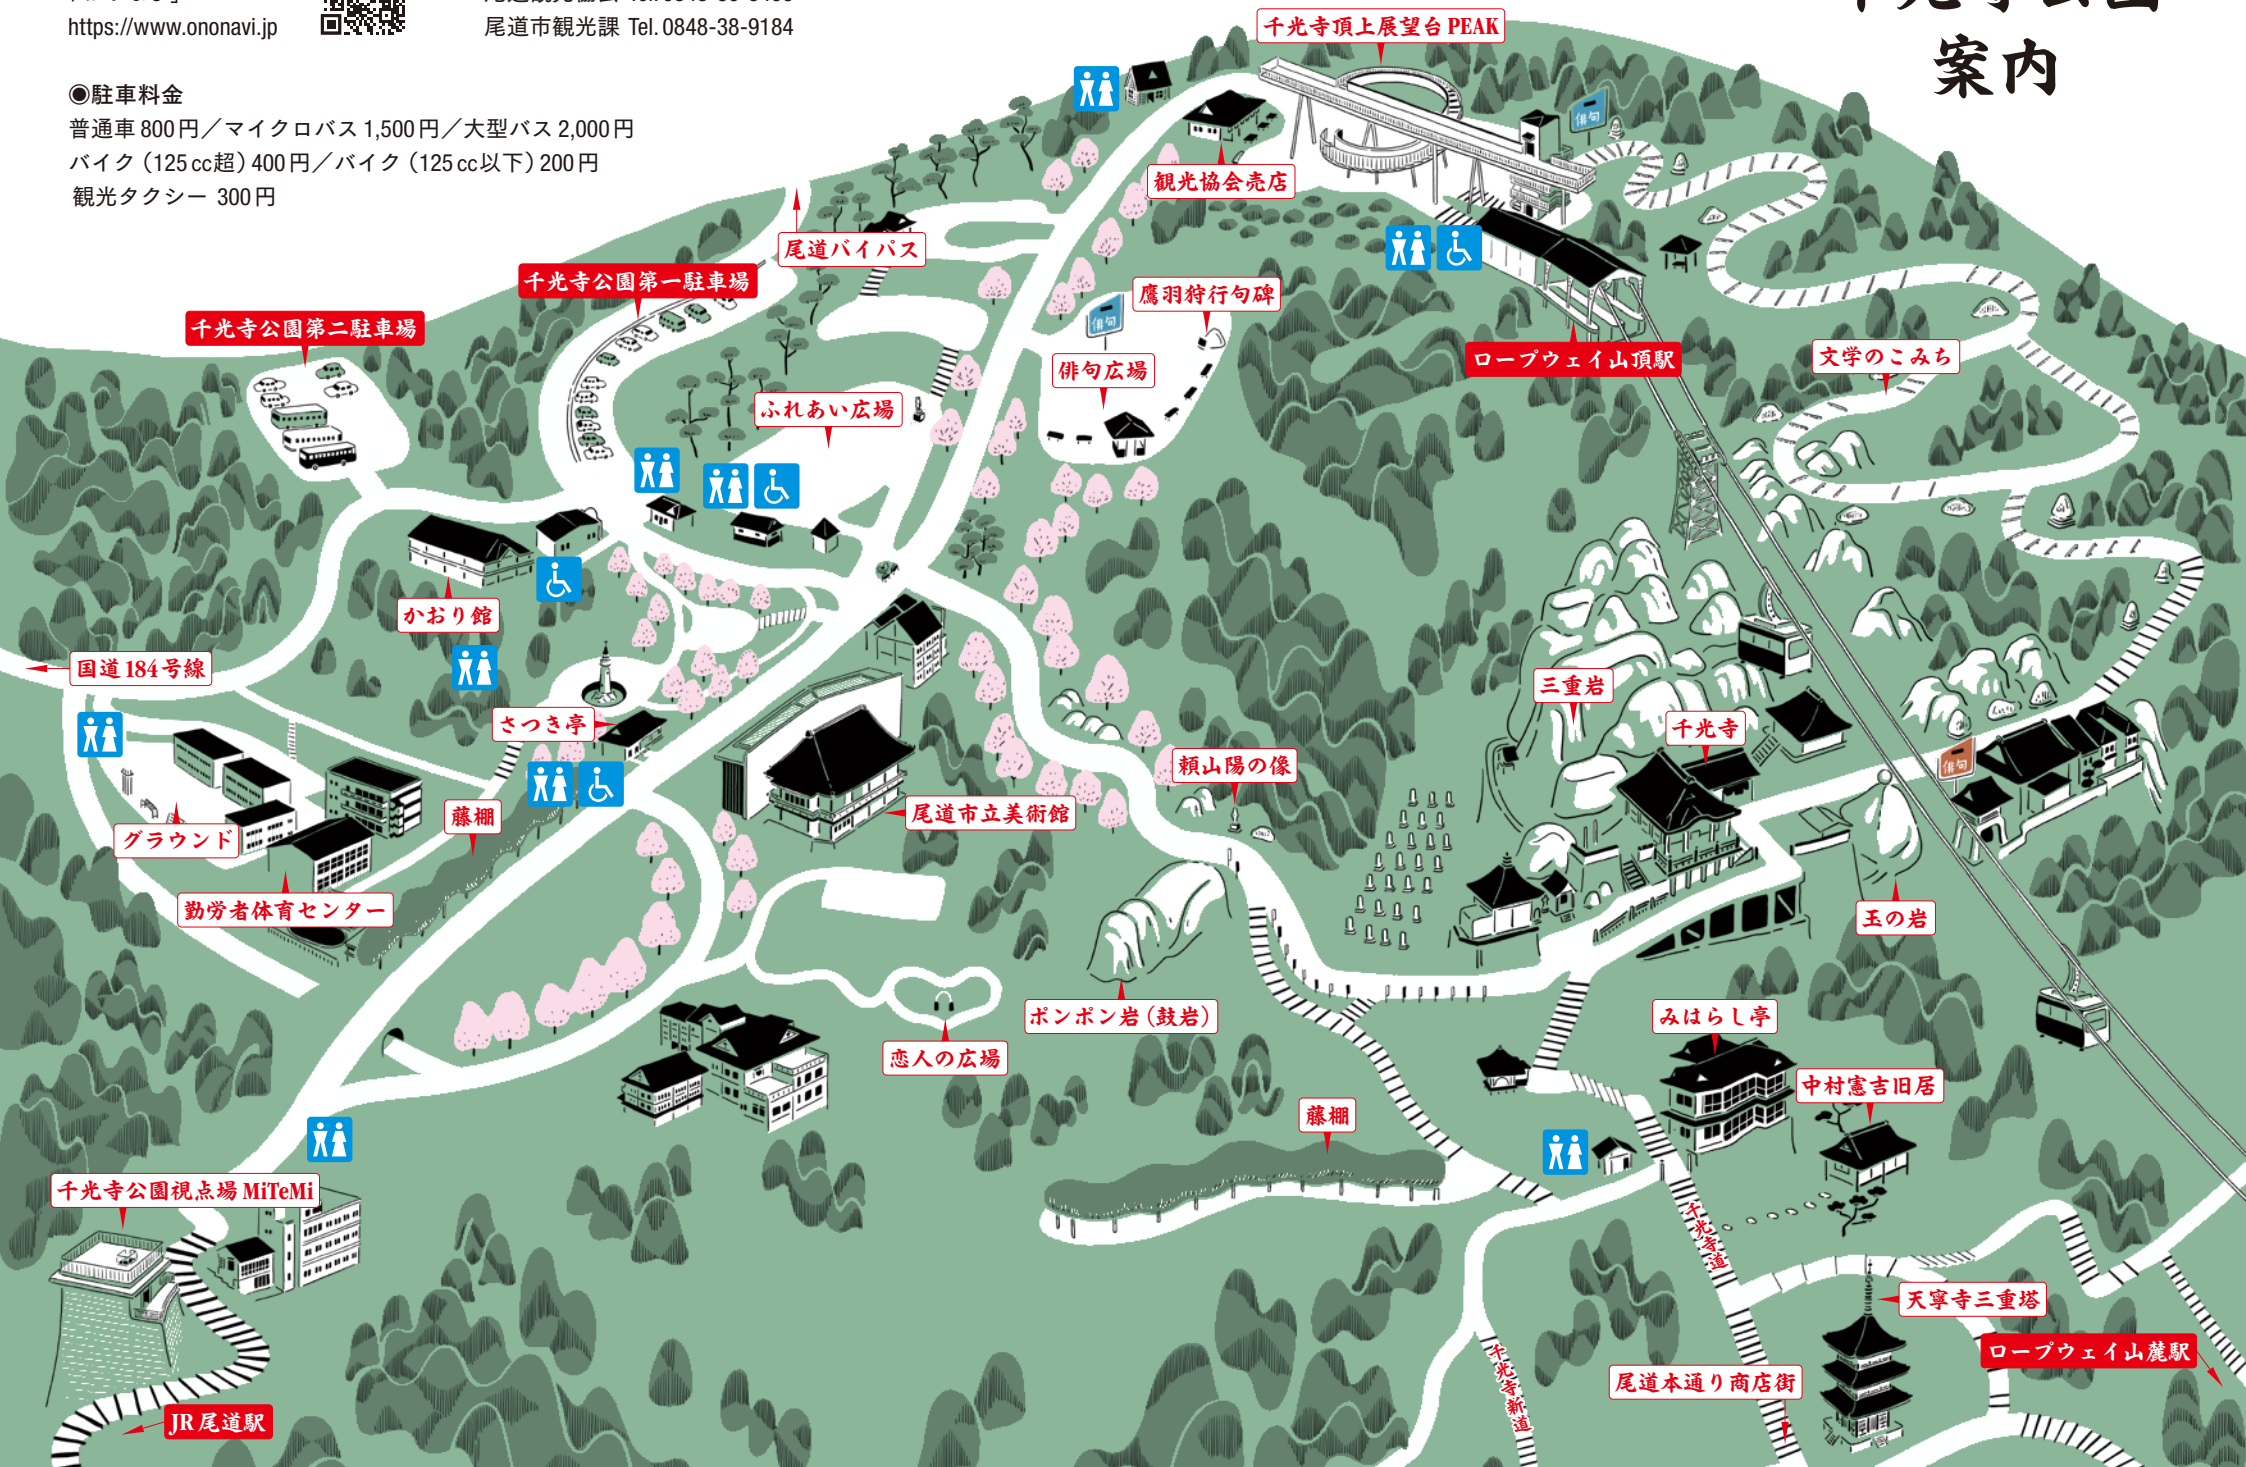 https://www.ononavi.jp
尾道市観光課 Tel. 0848-38-9184
案内
◉駐車料金
普通車 800円／マイクロバス 1,500円／大型バス 2,000円
バイク（125cc超）400円／バイク（125cc以下）200円
観光タクシー 300円
千光寺頂上展望台 PEAK
俳句
観光協会売店
尾道バイパス
千光寺公園第一駐車場
千光寺公園第二駐車場
鷹羽狩行句碑
俳句
俳句広場
ロープウェイ山頂駅
文学のこみち
ふれあい広場
かおり館
国道184号線
さつき亭
三重岩
千光寺
俳句
頼山陽の像
尾道市立美術館
藤棚
グラウンド
勤労者体育センター
玉の岩
ポンポン岩（鼓岩）
みはらし亭
恋人の広場
中村憲吉旧居
藤棚
千光寺公園視点場 MiTeMi
千光寺道
天寧寺三重塔
ロープウェイ山麓駅
尾道本通り商店街
千光寺新道
JR尾道駅